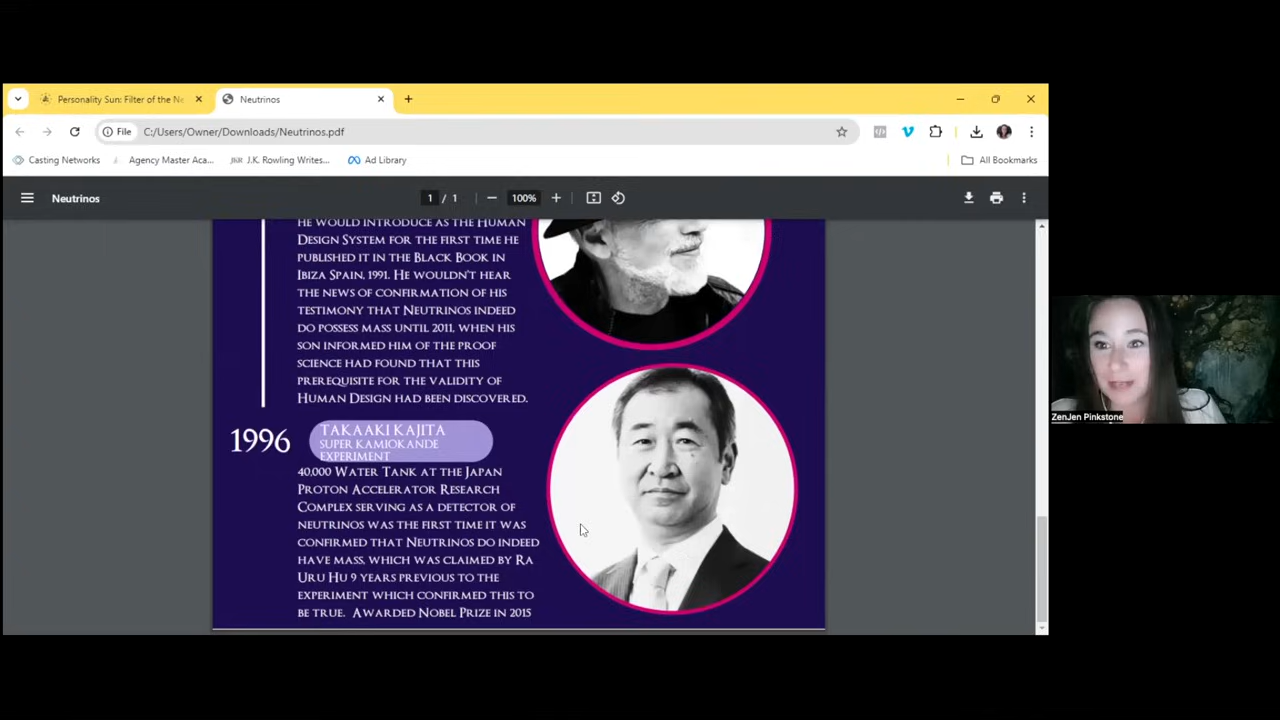 Personality Sun: Filter of the Ne
Neutrinos
File
C:/Users/Owner/Downloads/Neutrinos.pdf
Casting Networks
Agency Master Aca...
JKR
J.K. Rowling Writes...
Ad Library
All Bookmarks
Neutrinos
1 / 1
100%
HE WOULD INTRODUCE AS THE HUMAN
DESIGN SYSTEM FOR THE FIRST TIME HE
PUBLISHED IT IN THE BLACK BOOK IN
IBIZA SPAIN, 1991. HE WOULDN'T HEAR
THE NEWS OF CONFIRMATION OF HIS
TESTIMONY THAT NEUTRINOS INDEED
DO POSSESS MASS UNTIL 2011, WHEN HIS
SON INFORMED HIM OF THE PROOF
SCIENCE HAD FOUND THAT THIS
PREREQUISITE FOR THE VALIDITY OF
HUMAN DESIGN HAD BEEN DISCOVERED.
1996
TAKAAKI KAJITA
SUPER KAMIOKANDE
EXPERIMENT
40,000 WATER TANK AT THE JAPAN
PROTON ACCELERATOR RESEARCH
COMPLEX SERVING AS A DETECTOR OF
NEUTRINOS WAS THE FIRST TIME IT WAS
CONFIRMED THAT NEUTRINOS DO INDEED
HAVE MASS, WHICH WAS CLAIMED BY RA
URU HU 9 YEARS PREVIOUS TO THE
EXPERIMENT WHICH CONFIRMED THIS TO
BE TRUE. AWARDED NOBEL PRIZE IN 2015
ZenJen Pinkstone